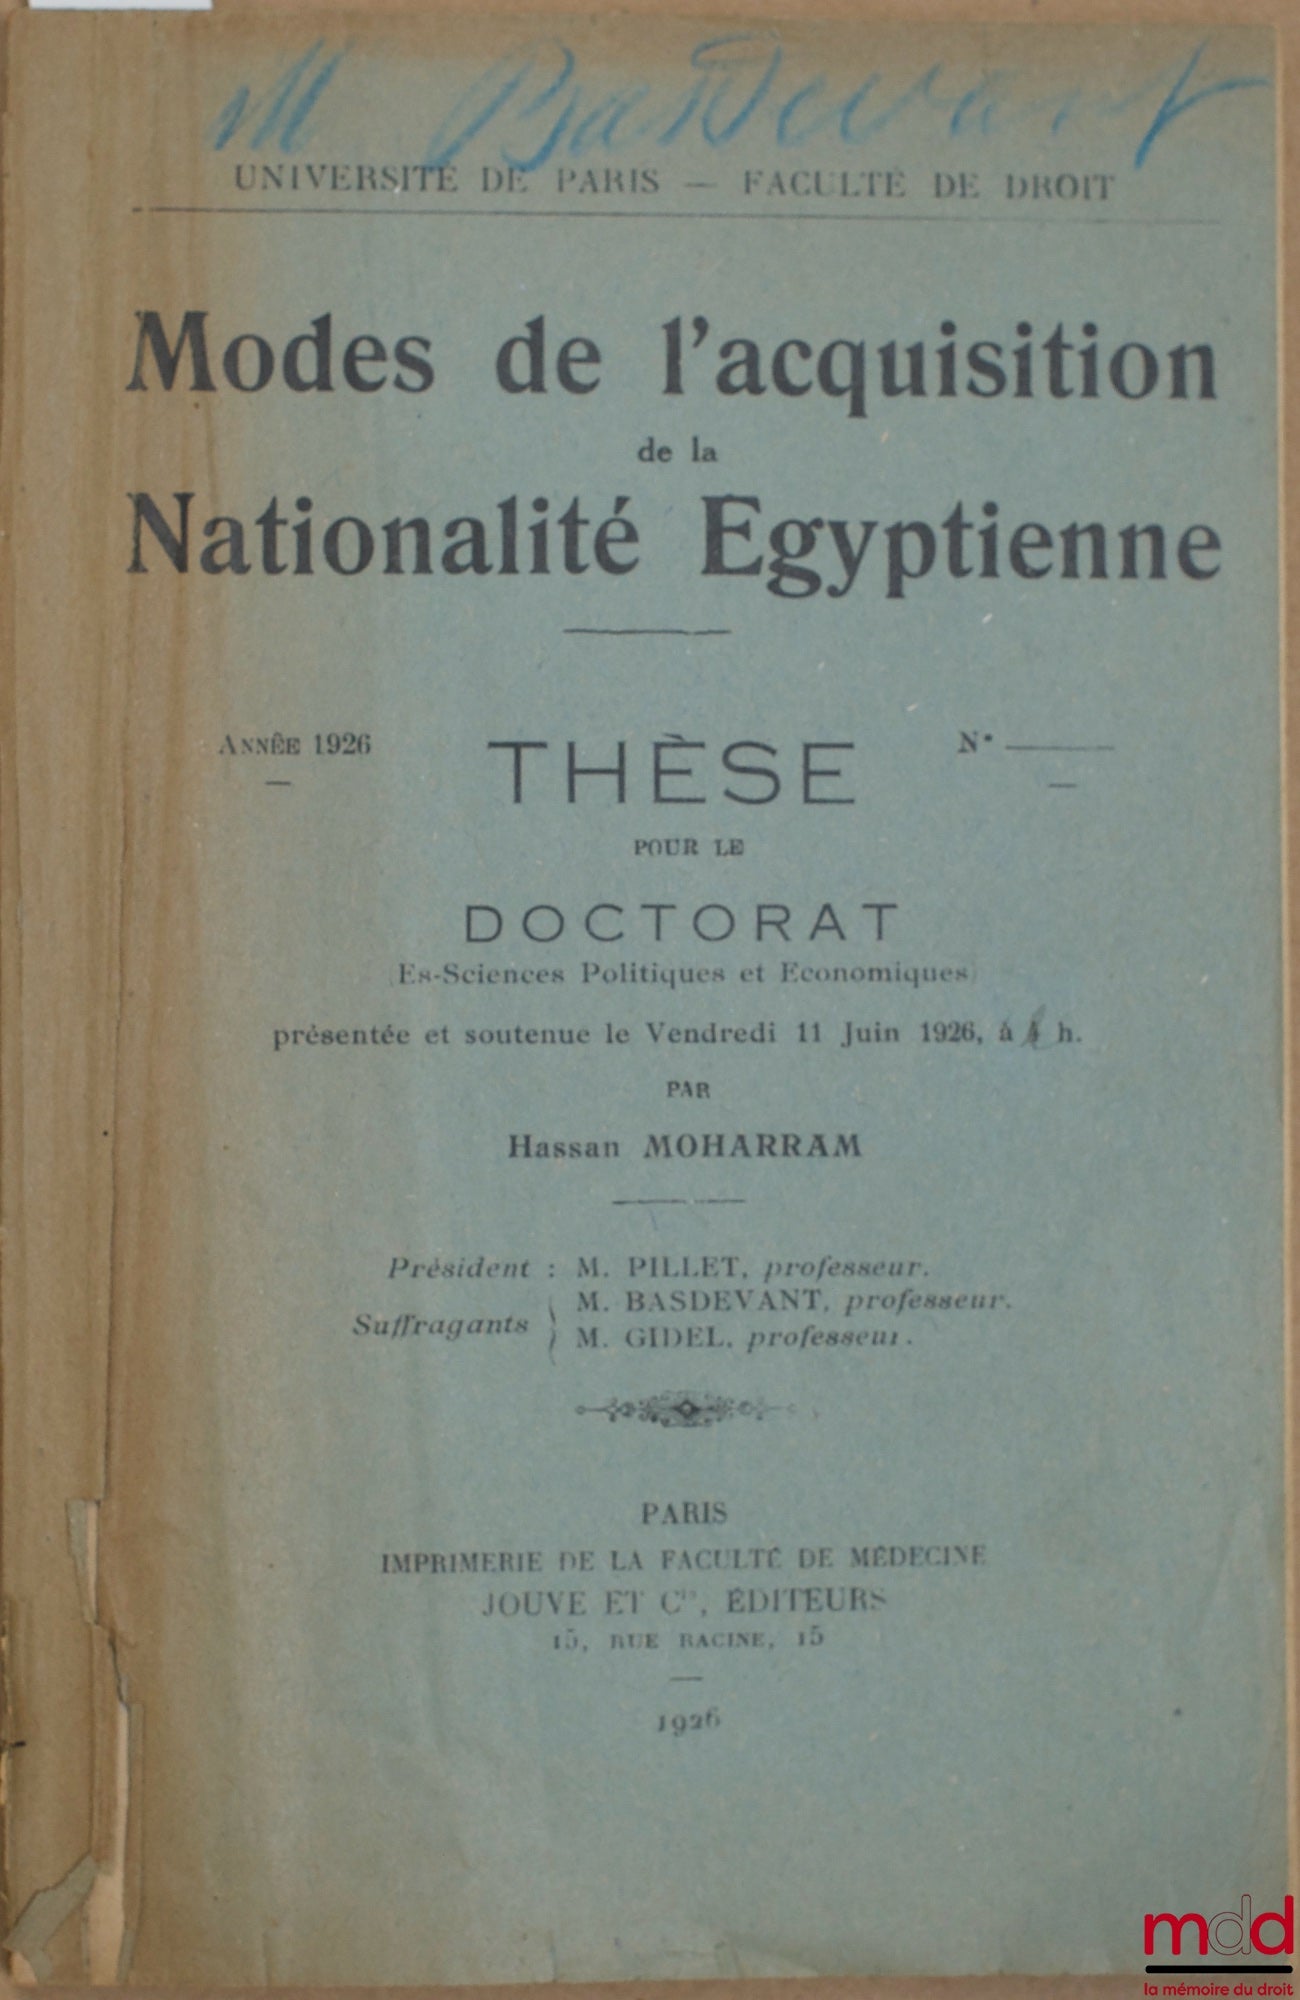 M Basdevant
UNIVERSITÉ DE PARIS — FACULTÉ DE DROIT
Modes de l'acquisition
de la
Nationalité Egyptienne
ANNÉE 1926
THÈSE
N°
POUR LE
DOCTORAT
(Es-Sciences Politiques et Economiques)
présentée et soutenue le Vendredi 11 Juin 1926, à h.
PAR
Hassan MOHARRAM
Président : M. PILLET, professeur.
Suffragants
M. BASDEVANT, professeur.
M. GIDEL, professeur.
PARIS
IMPRIMERIE DE LA FACULTÉ DE MÉDECINE
JOUVE ET Cie, ÉDITEURS
15, RUE RACINE, 15
1926
mdd
la mémoire du droit